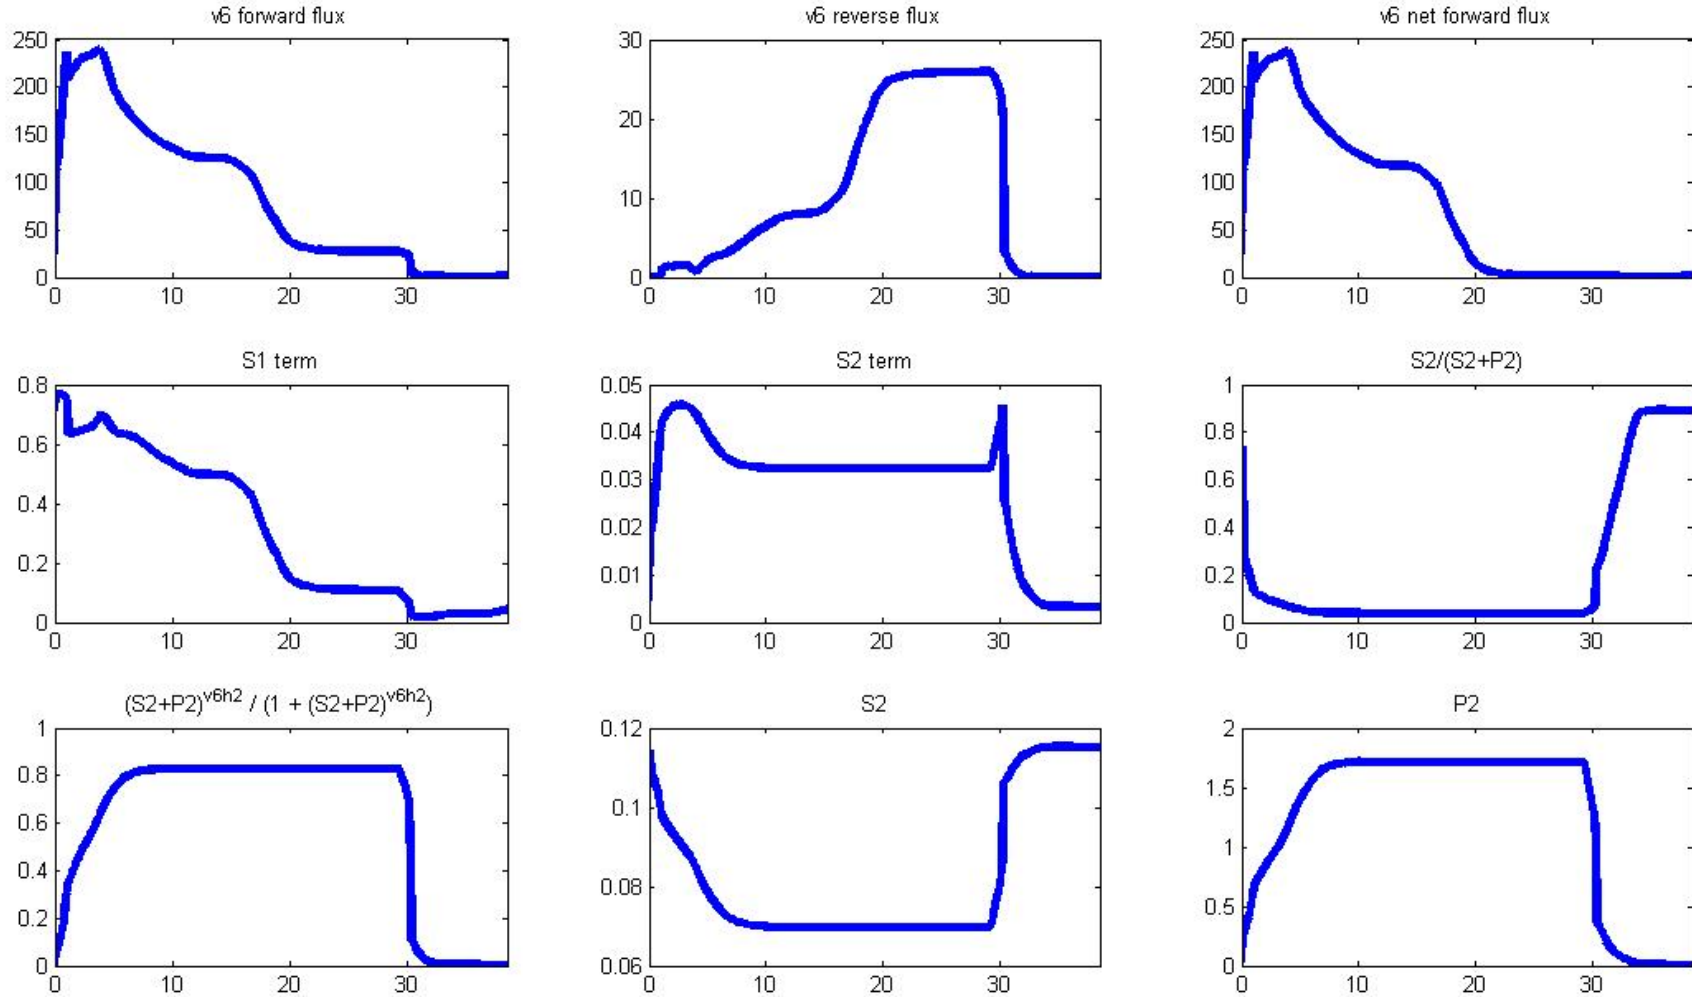 v6 forward flux
250
200
150
100
50
0
0 10 20 30
v6 reverse flux
30
20
10
0
0 10 20 30
v6 net forward flux
250
200
150
100
50
0
0 10 20 30
S1 term
0.8
0.6
0.4
0.2
0
0 10 20 30
S2 term
0.05
0.04
0.03
0.02
0.01
0
0 10 20 30
S2/(S2+P2)
1
0.8
0.6
0.4
0.2
0
0 10 20 30
(S2+P2)^v6h2 / (1 + (S2+P2)^v6h2)
1
0.8
0.6
0.4
0.2
0
0 10 20 30
S2
0.12
0.1
0.08
0.06
0 10 20 30
P2
2
1.5
1
0.5
0
0 10 20 30